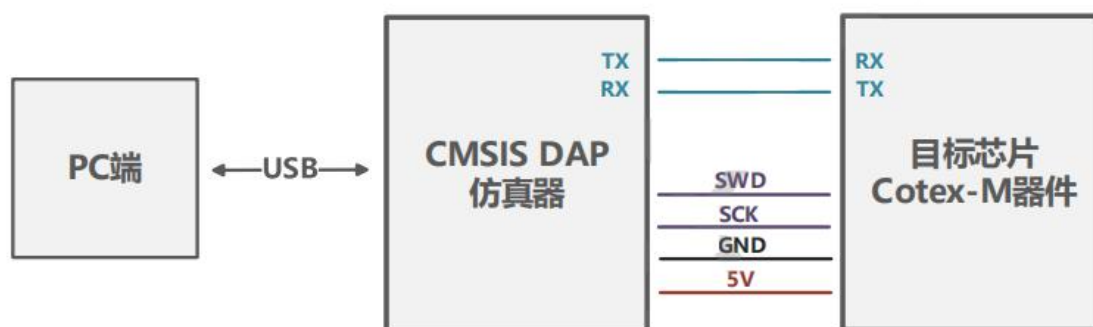 TX
RX
RX
TX
PC端
USB
CMSIS DAP
仿真器
目标芯片
Cotex-M器件
SWD
SCK
GND
5V